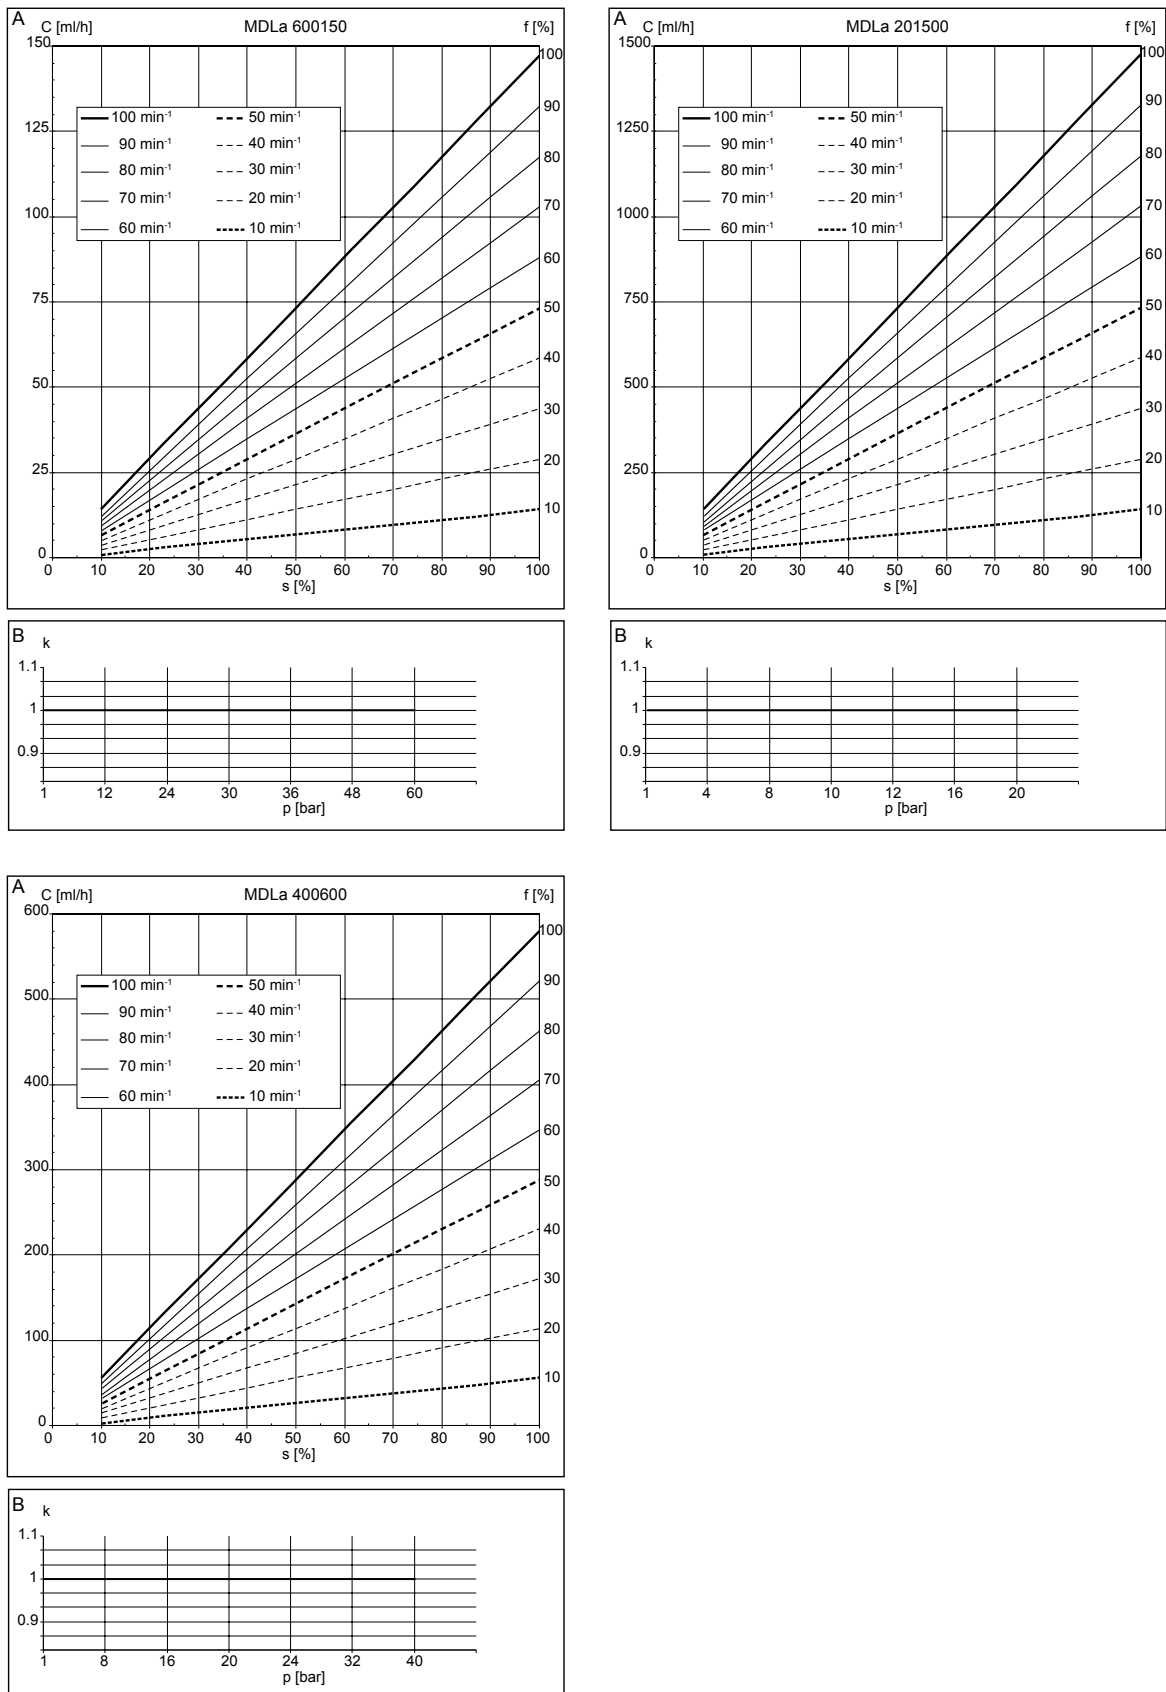 A
C [ml/h] MDLa 600150 f [%]
150
125
100
75
50
25
0
100 min⁻¹ 50 min⁻¹
90 min⁻¹ 40 min⁻¹
80 min⁻¹ 30 min⁻¹
70 min⁻¹ 20 min⁻¹
60 min⁻¹ 10 min⁻¹
100
90
80
70
60
50
40
30
20
10
0 10 20 30 40 50 60 70 80 90 100
s [%]
B
k
1.1
1
0.9
1 12 24 30 36 48 60
p [bar]
A
C [ml/h] MDLa 201500 f [%]
1500
1250
1000
750
500
250
0
100 min⁻¹ 50 min⁻¹
90 min⁻¹ 40 min⁻¹
80 min⁻¹ 30 min⁻¹
70 min⁻¹ 20 min⁻¹
60 min⁻¹ 10 min⁻¹
100
90
80
70
60
50
40
30
20
10
0 10 20 30 40 50 60 70 80 90 100
s [%]
B
k
1.1
1
0.9
1 4 8 10 12 16 20
p [bar]
A
C [ml/h] MDLa 400600 f [%]
600
500
400
300
200
100
0
100 min⁻¹ 50 min⁻¹
90 min⁻¹ 40 min⁻¹
80 min⁻¹ 30 min⁻¹
70 min⁻¹ 20 min⁻¹
60 min⁻¹ 10 min⁻¹
100
90
80
70
60
50
40
30
20
10
0 10 20 30 40 50 60 70 80 90 100
s [%]
B
k
1.1
1
0.9
1 8 16 20 24 32 40
p [bar]